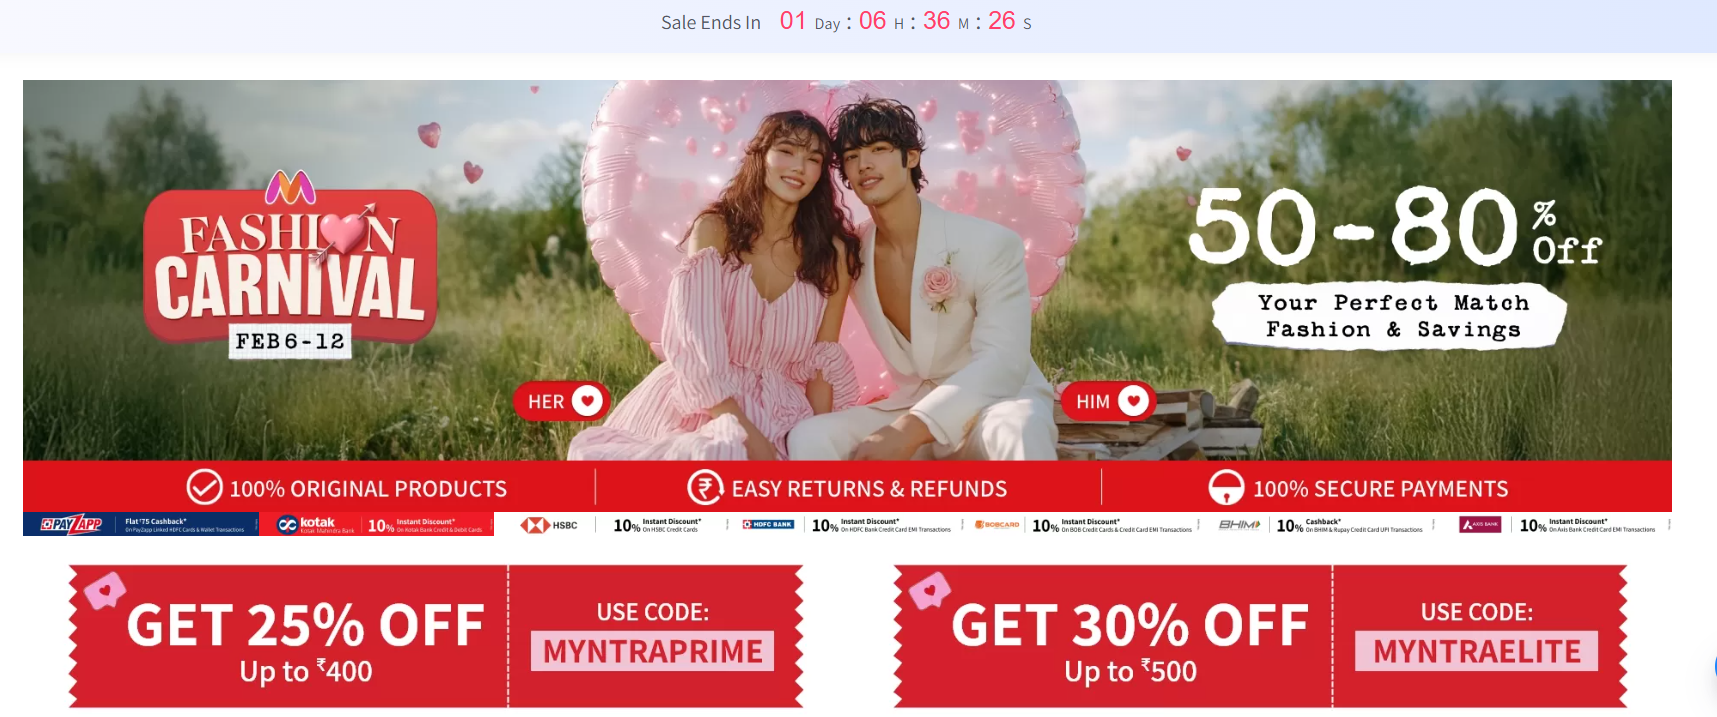 Sale Ends In 01 Day : 06 H : 36 M : 26 S
FASHION
CARNIVAL
FEB 6-12
50-80% Off
Your Perfect Match
Fashion & Savings
HER
HIM
100% ORIGINAL PRODUCTS
EASY RETURNS & REFUNDS
100% SECURE PAYMENTS
PAYZAPP
Flat ₹75 Cashback*
On PayZapp Linked HDFC Cards & Wallet Transactions
kotak
Kotak Mahindra Bank
10% Instant Discount*
On Kotak Bank Credit & Debit Cards
HSBC
10% Instant Discount*
On HSBC Credit Cards
HDFC BANK
10% Instant Discount*
On HDFC Bank Credit Card EMI Transactions
BOBCARD
10% Instant Discount*
On BOB Credit Cards & Credit Card EMI Transactions
BHIM
10% Cashback*
On BHIM & Rupay Credit Card UPI Transactions
AXIS BANK
10% Instant Discount*
On Axis Bank Credit Card EMI Transactions
GET 25% OFF
Up to ₹400
USE CODE:
MYNTRAPRIME
GET 30% OFF
Up to ₹500
USE CODE:
MYNTRAELITE